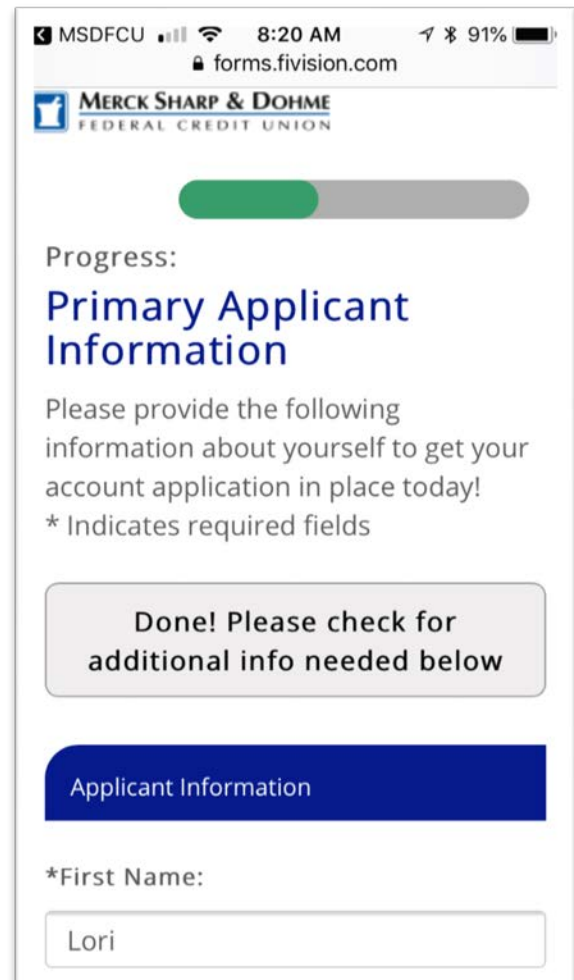 MSDFCU 8:20 AM 91%
forms.fivision.com
MERCK SHARP & DOHME
FEDERAL CREDIT UNION
Progress:
Primary Applicant
Information
Please provide the following
information about yourself to get your
account application in place today!
* Indicates required fields
Done! Please check for
additional info needed below
Applicant Information
*First Name:
Lori